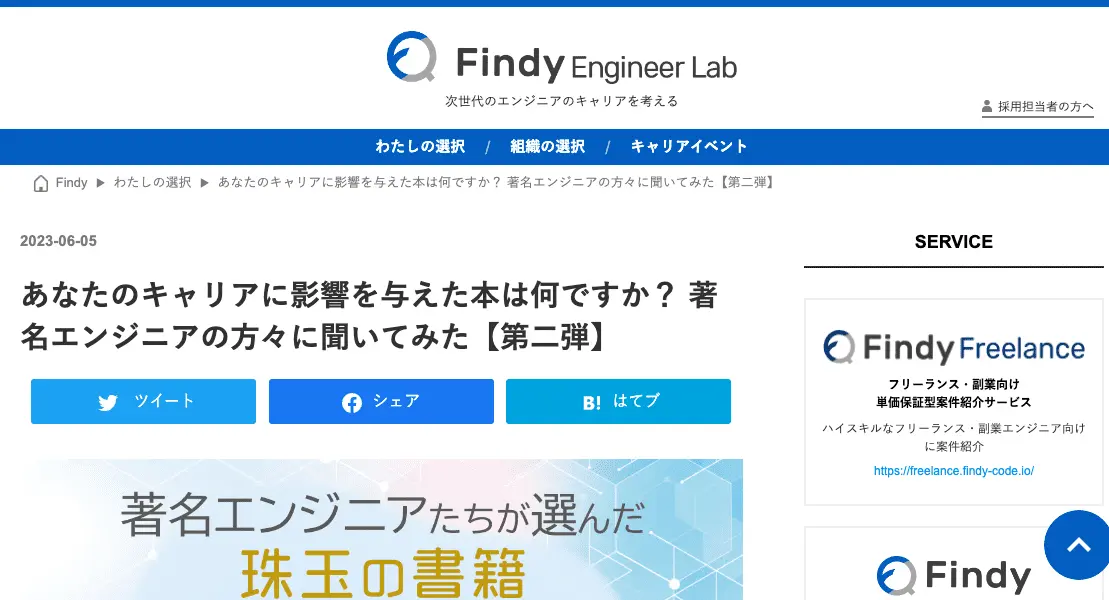 Findy Engineer Lab
次世代のエンジニアのキャリアを考える
採用担当者の方へ
わたしの選択 / 組織の選択 / キャリアイベント
Findy ▶ わたしの選択 ▶ あなたのキャリアに影響を与えた本は何ですか？ 著名エンジニアの方々に聞いてみた【第二弾】
2023-06-05
あなたのキャリアに影響を与えた本は何ですか？ 著
名エンジニアの方々に聞いてみた【第二弾】
ツイート
シェア
B! はてブ
著名エンジニアたちが選んだ
珠玉の書籍
SERVICE
Findy Freelance
フリーランス・副業向け
単価保証型案件紹介サービス
ハイスキルなフリーランス・副業エンジニア向け
に案件紹介
https://freelance.findy-code.io/
Findy